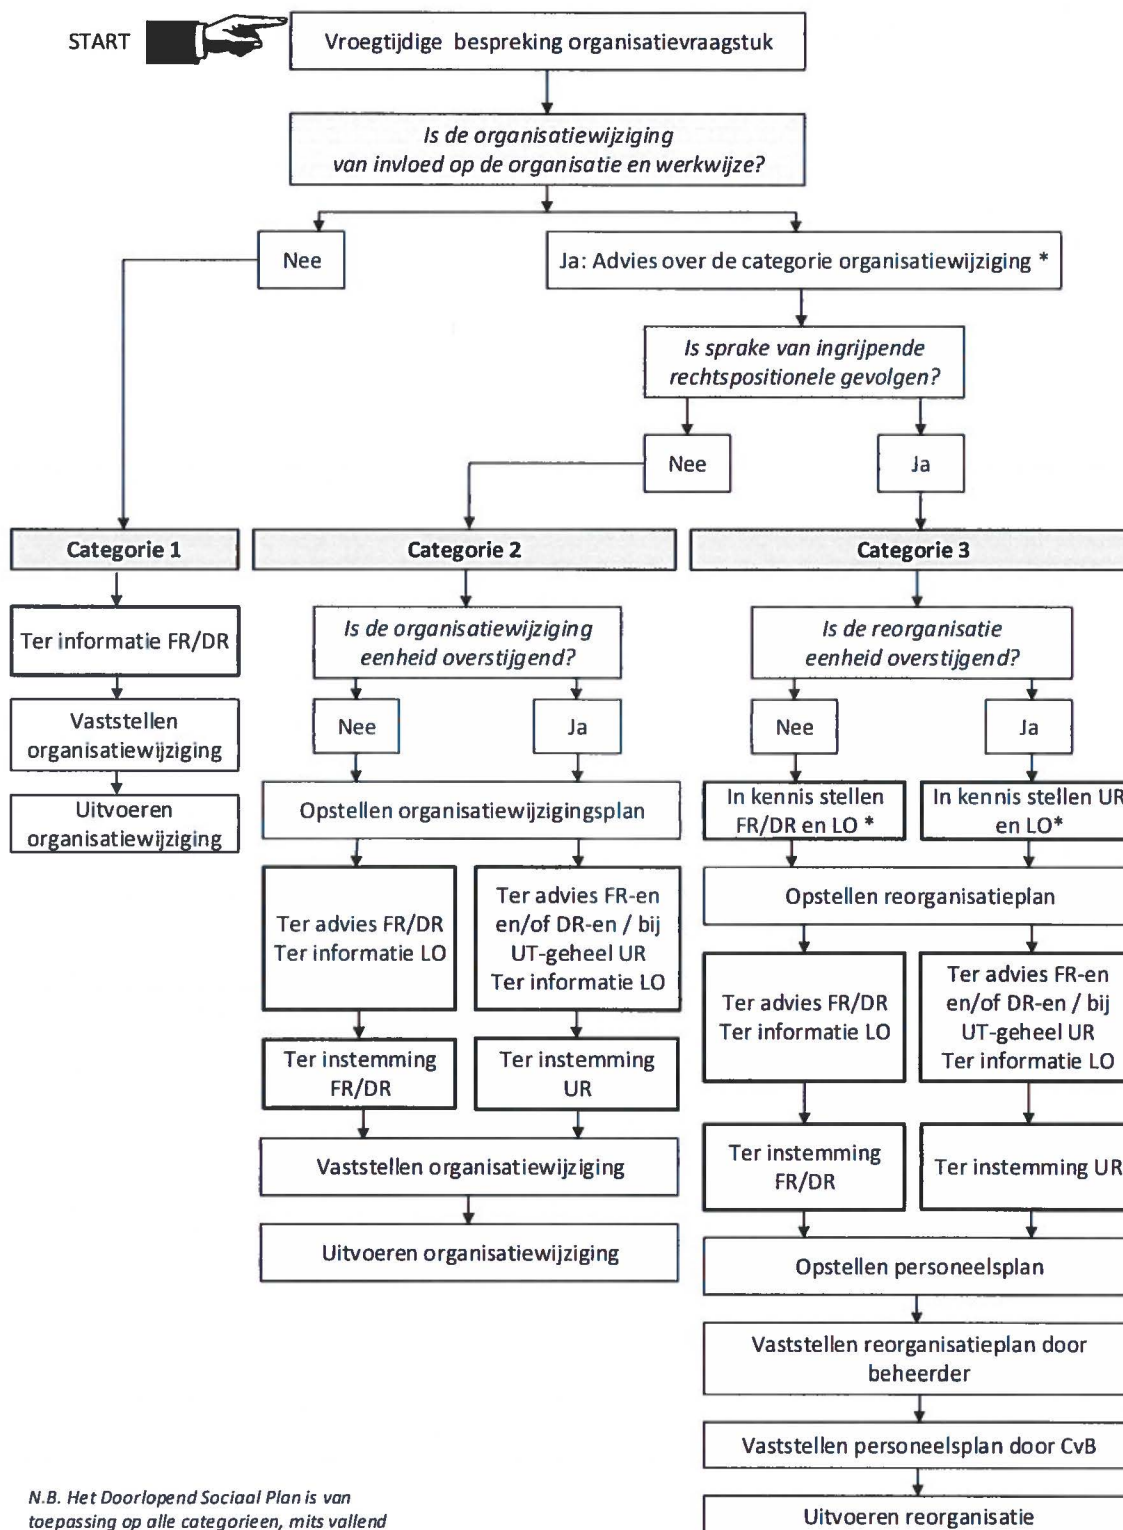 START
Vroegtijdige bespreking organisatievraagstuk
Is de organisatiewijziging
van invloed op de organisatie en werkwijze?
Nee
Ja: Advies over de categorie organisatiewijziging *
Is sprake van ingrijpende
rechtspositionele gevolgen?
Nee
Ja
Categorie 1
Categorie 2
Categorie 3
Ter informatie FR/DR
Vaststellen
organisatiewijziging
Uitvoeren
organisatiewijziging
Is de organisatiewijziging
eenheid overstijgend?
Nee
Ja
Opstellen organisatiewijzigingsplan
Ter advies FR/DR
Ter informatie LO
Ter advies FR-en
en/of DR-en / bij
UT-geheel UR
Ter informatie LO
Ter instemming
FR/DR
Ter instemming
UR
Vaststellen organisatiewijziging
Uitvoeren organisatiewijziging
Is de reorganisatie
eenheid overstijgend?
Nee
Ja
In kennis stellen
FR/DR en LO *
In kennis stellen UR
en LO*
Opstellen reorganisatieplan
Ter advies FR/DR
Ter informatie LO
Ter advies FR-en
en/of DR-en / bij
UT-geheel UR
Ter informatie LO
Ter instemming
FR/DR
Ter instemming UR
Opstellen personeelsplan
Vaststellen reorganisatieplan door
beheerder
Vaststellen personeelsplan door CvB
Uitvoeren reorganisatie
N.B. Het Doorlopend Sociaal Plan is van
toepassing op alle categorieen, mits vallend